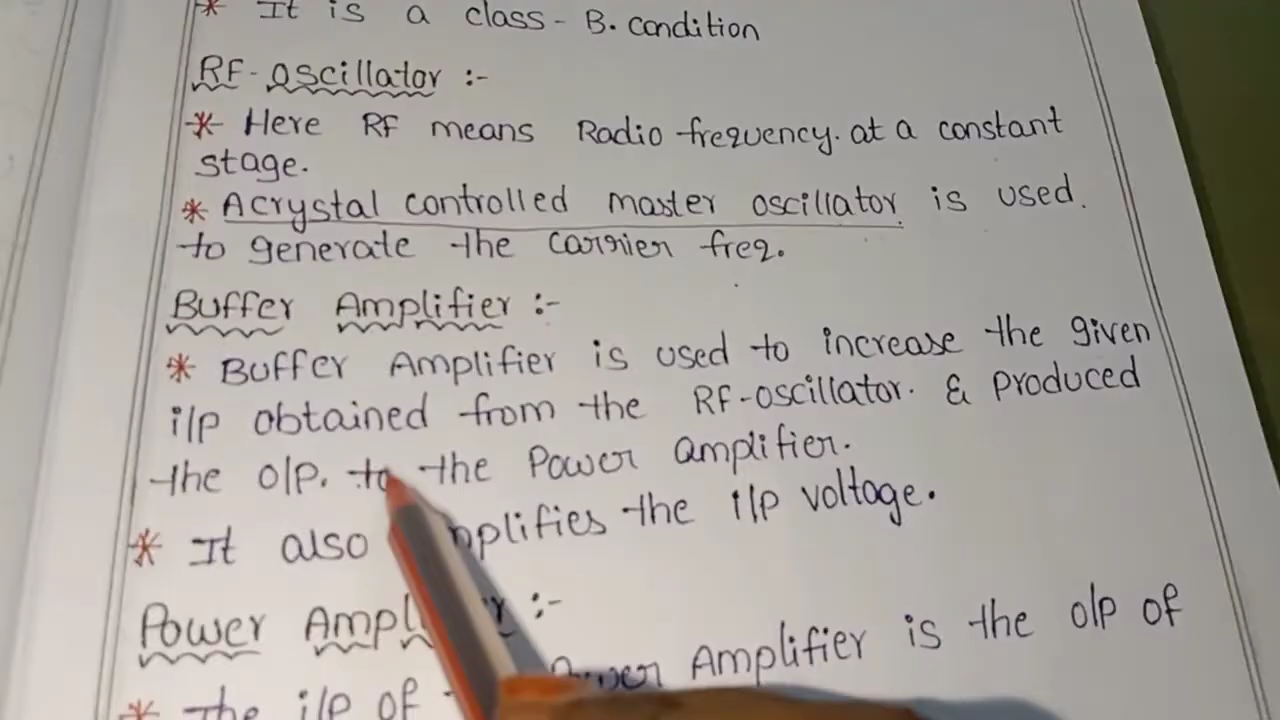 * It is a class - B. condition
RF-oscillator :-
* Here RF means Radio frequency. at a constant
stage.
* A crystal controlled master oscillator is used.
to generate the carrier freq.
Buffer Amplifier :-
* Buffer Amplifier is used to increase the given
i/p obtained from the RF-oscillator. & produced
the o/p. to the Power amplifier.
* It also amplifies the i/p voltage.
Power Amplifier :-
* The i/p of Power Amplifier is the o/p of